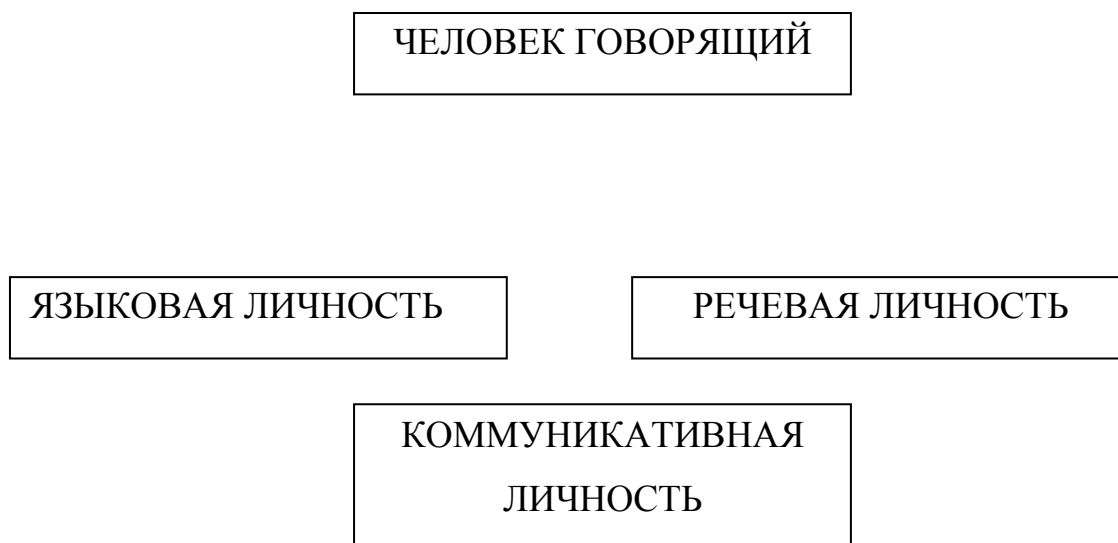 ЧЕЛОВЕК ГОВОРЯЩИЙ
ЯЗЫКОВАЯ ЛИЧНОСТЬ
РЕЧЕВАЯ ЛИЧНОСТЬ
КОММУНИКАТИВНАЯ
ЛИЧНОСТЬ